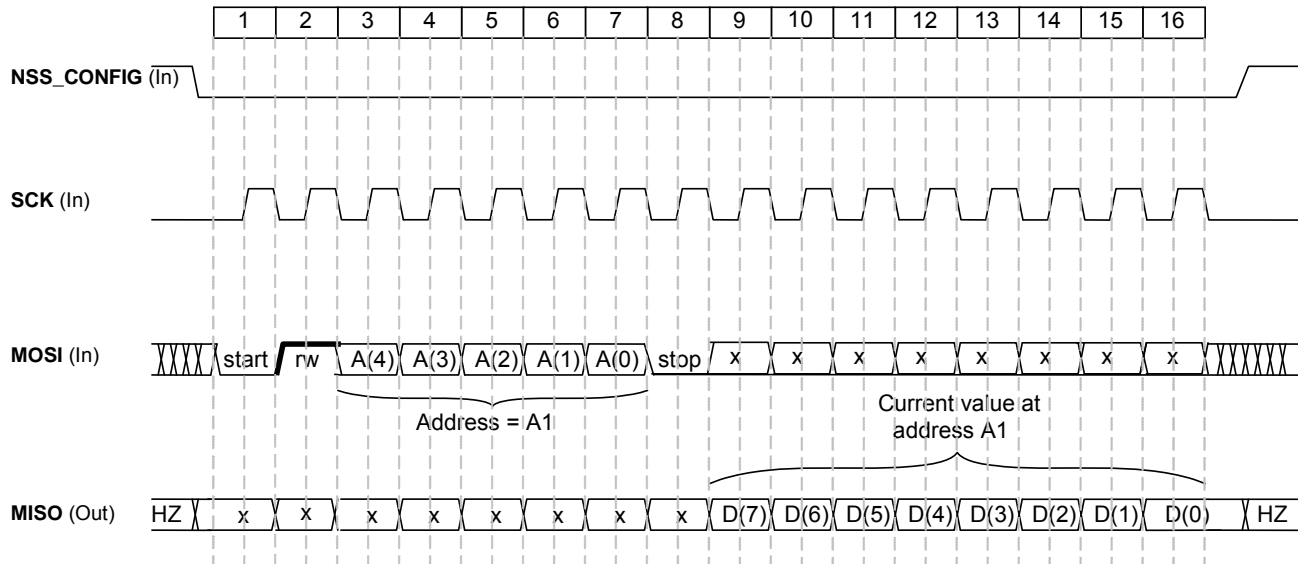 1 2 3 4 5 6 7 8 9 10 11 12 13 14 15 16
NSS_CONFIG (In)
SCK (In)
MOSI (In) start rw A(4) A(3) A(2) A(1) A(0) stop x x x x x x x x
Address = A1
Current value at
address A1
MISO (Out) HZ x x x x x x x x D(7) D(6) D(5) D(4) D(3) D(2) D(1) D(0) HZ